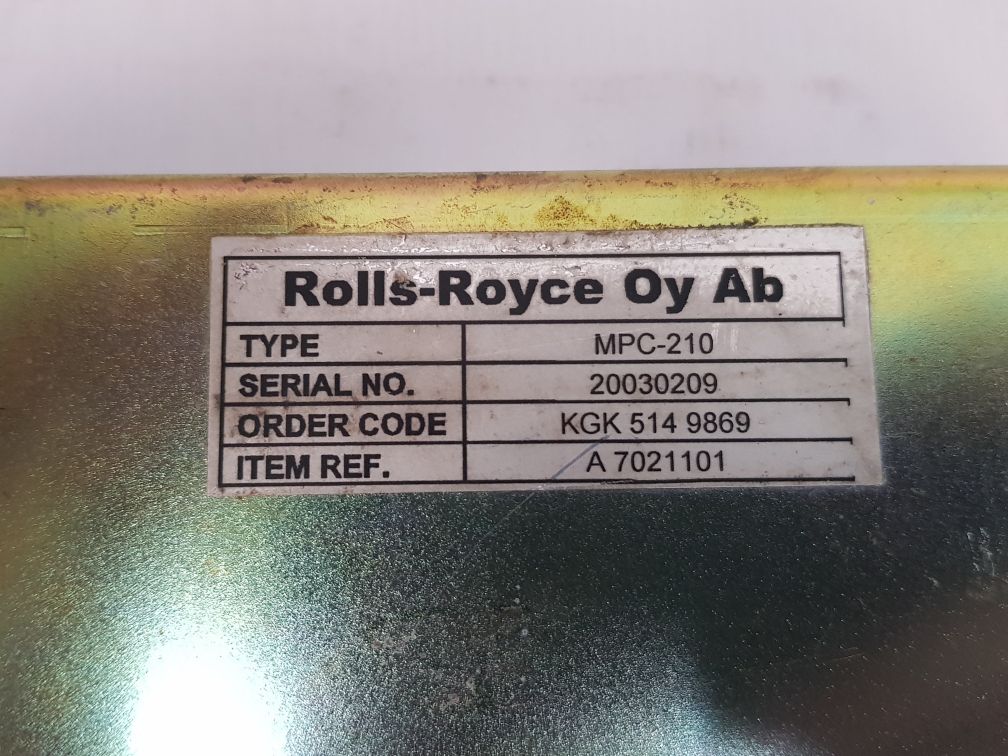 Rolls-Royce Oy Ab
TYPE MPC-210
SERIAL NO. 20030209
ORDER CODE KGK 514 9869
ITEM REF. A 7021101